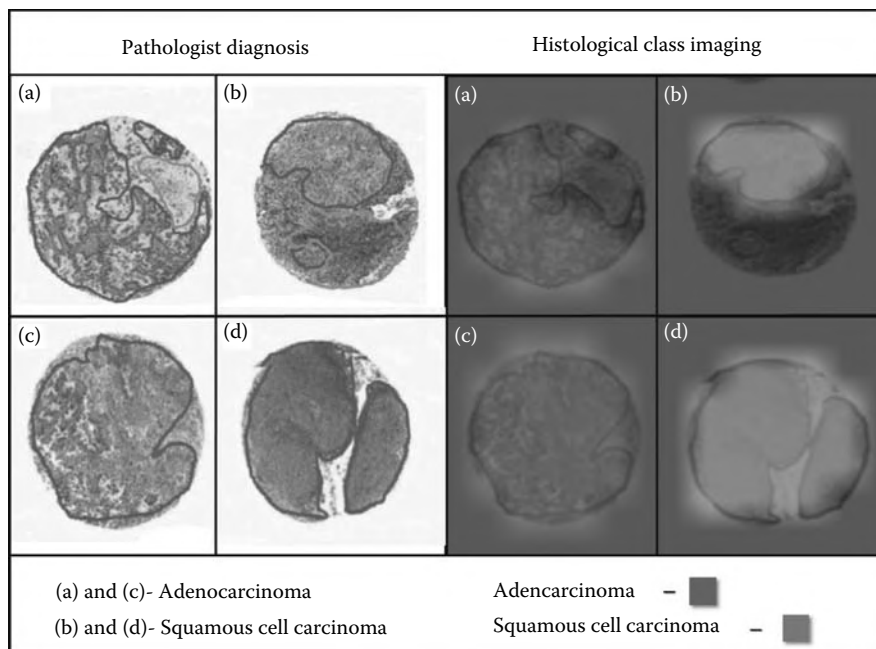 Pathologist diagnosis
Histological class imaging
(a)
(b)
(a)
(b)
(c)
(d)
(c)
(d)
(a) and (c)- Adenocarcinoma
Adencarcinoma -
(b) and (d)- Squamous cell carcinoma
Squamous cell carcinoma -